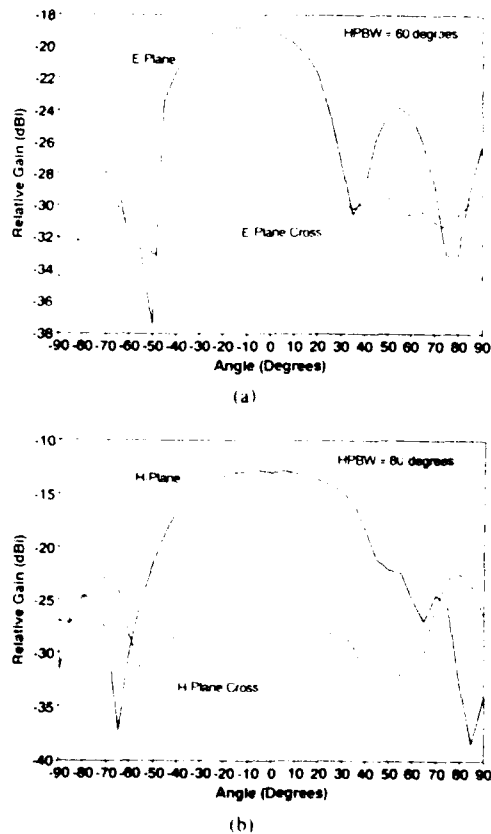 -18
HPBW = 60 degrees
-20
E Plane
-22
-24
-26
-28
-30
-32
E Plane Cross
-34
-36
-38
Relative Gain (dBi)
-90 -80 -70 -60 -50 -40 -30 -20 -10 0 10 20 30 40 50 60 70 80 90
Angle (Degrees)
(a)
-10
HPBW = 80 degrees
H-Plane
-15
-20
-25
-30
H-Plane Cross
-35
-40
Relative Gain (dBi)
-90 -80 -70 -60 -50 -40 -30 -20 -10 0 10 20 30 40 50 60 70 80 90
Angle (Degrees)
(b)